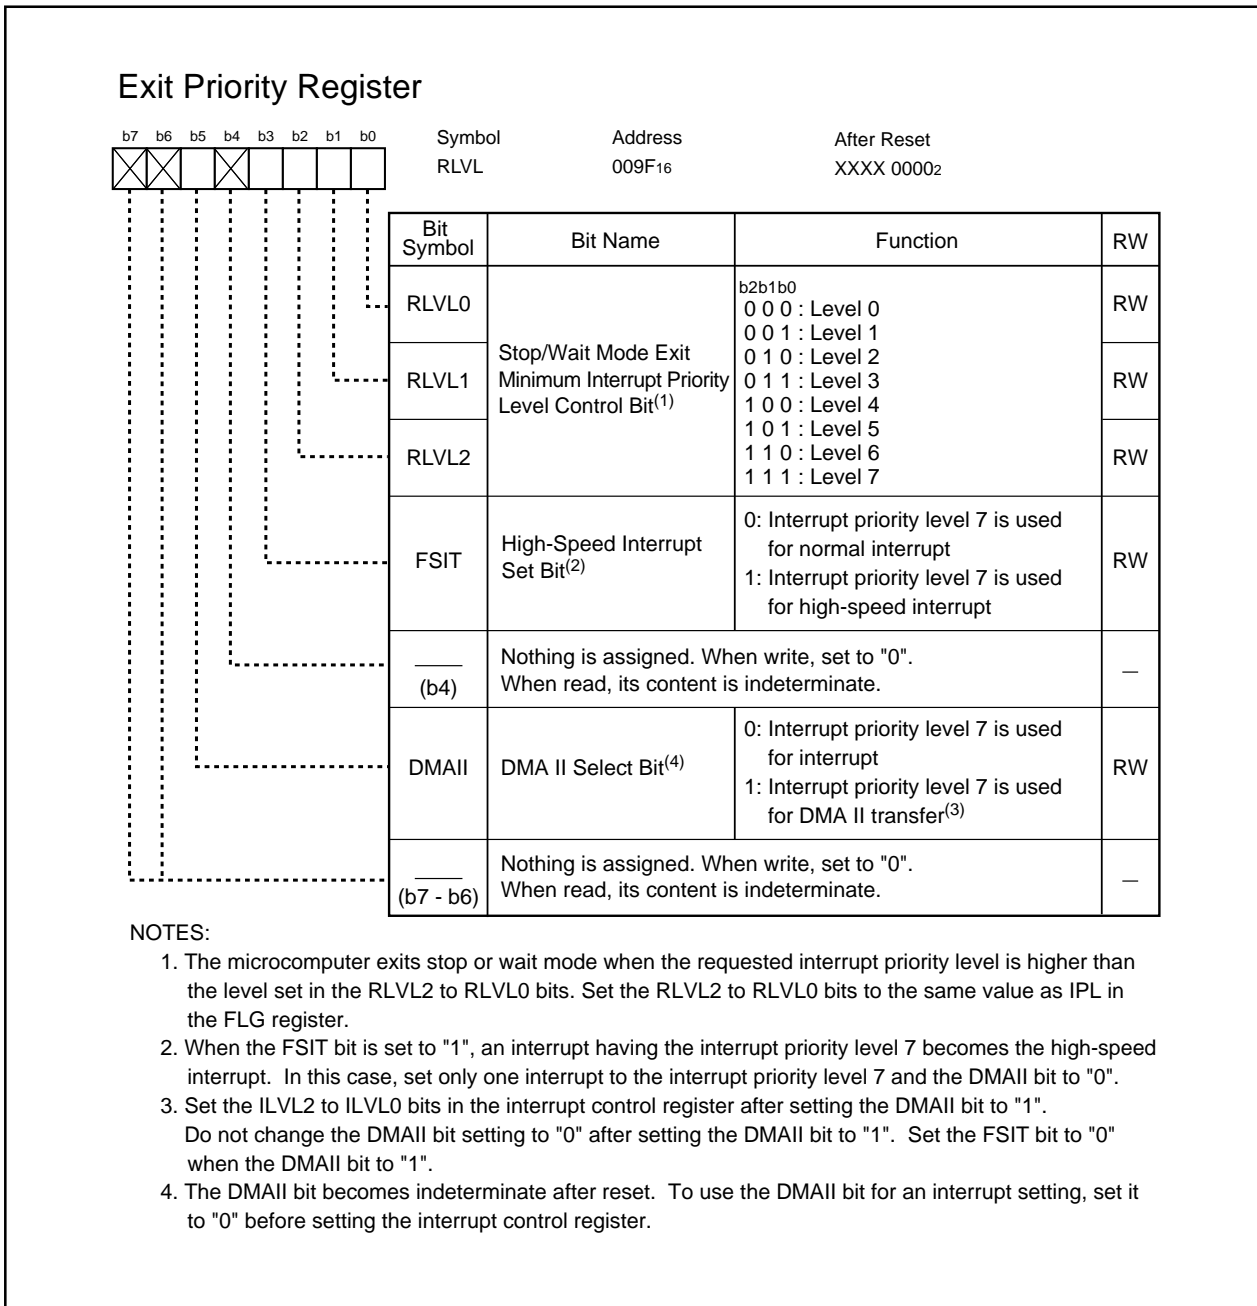 Exit Priority Register
b7 b6 b5 b4 b3 b2 b1 b0
Symbol Address After Reset
RLVL 009F16 XXXX 00002
Bit Symbol Bit Name Function RW
RLVL0 RW
RLVL1 RW
RLVL2 RW
Stop/Wait Mode Exit
Minimum Interrupt Priority
Level Control Bit(1)
b2b1b0
0 0 0 : Level 0
0 0 1 : Level 1
0 1 0 : Level 2
0 1 1 : Level 3
1 0 0 : Level 4
1 0 1 : Level 5
1 1 0 : Level 6
1 1 1 : Level 7
FSIT
High-Speed Interrupt
Set Bit(2)
0: Interrupt priority level 7 is used
for normal interrupt
1: Interrupt priority level 7 is used
for high-speed interrupt
RW
(b4)
Nothing is assigned. When write, set to "0".
When read, its content is indeterminate.
—
DMAII
DMA II Select Bit(4)
0: Interrupt priority level 7 is used
for interrupt
1: Interrupt priority level 7 is used
for DMA II transfer(3)
RW
(b7 - b6)
Nothing is assigned. When write, set to "0".
When read, its content is indeterminate.
—
NOTES:
1. The microcomputer exits stop or wait mode when the requested interrupt priority level is higher than
the level set in the RLVL2 to RLVL0 bits. Set the RLVL2 to RLVL0 bits to the same value as IPL in
the FLG register.
2. When the FSIT bit is set to "1", an interrupt having the interrupt priority level 7 becomes the high-speed
interrupt. In this case, set only one interrupt to the interrupt priority level 7 and the DMAII bit to "0".
3. Set the ILVL2 to ILVL0 bits in the interrupt control register after setting the DMAII bit to "1".
Do not change the DMAII bit setting to "0" after setting the DMAII bit to "1". Set the FSIT bit to "0"
when the DMAII bit to "1".
4. The DMAII bit becomes indeterminate after reset. To use the DMAII bit for an interrupt setting, set it
to "0" before setting the interrupt control register.